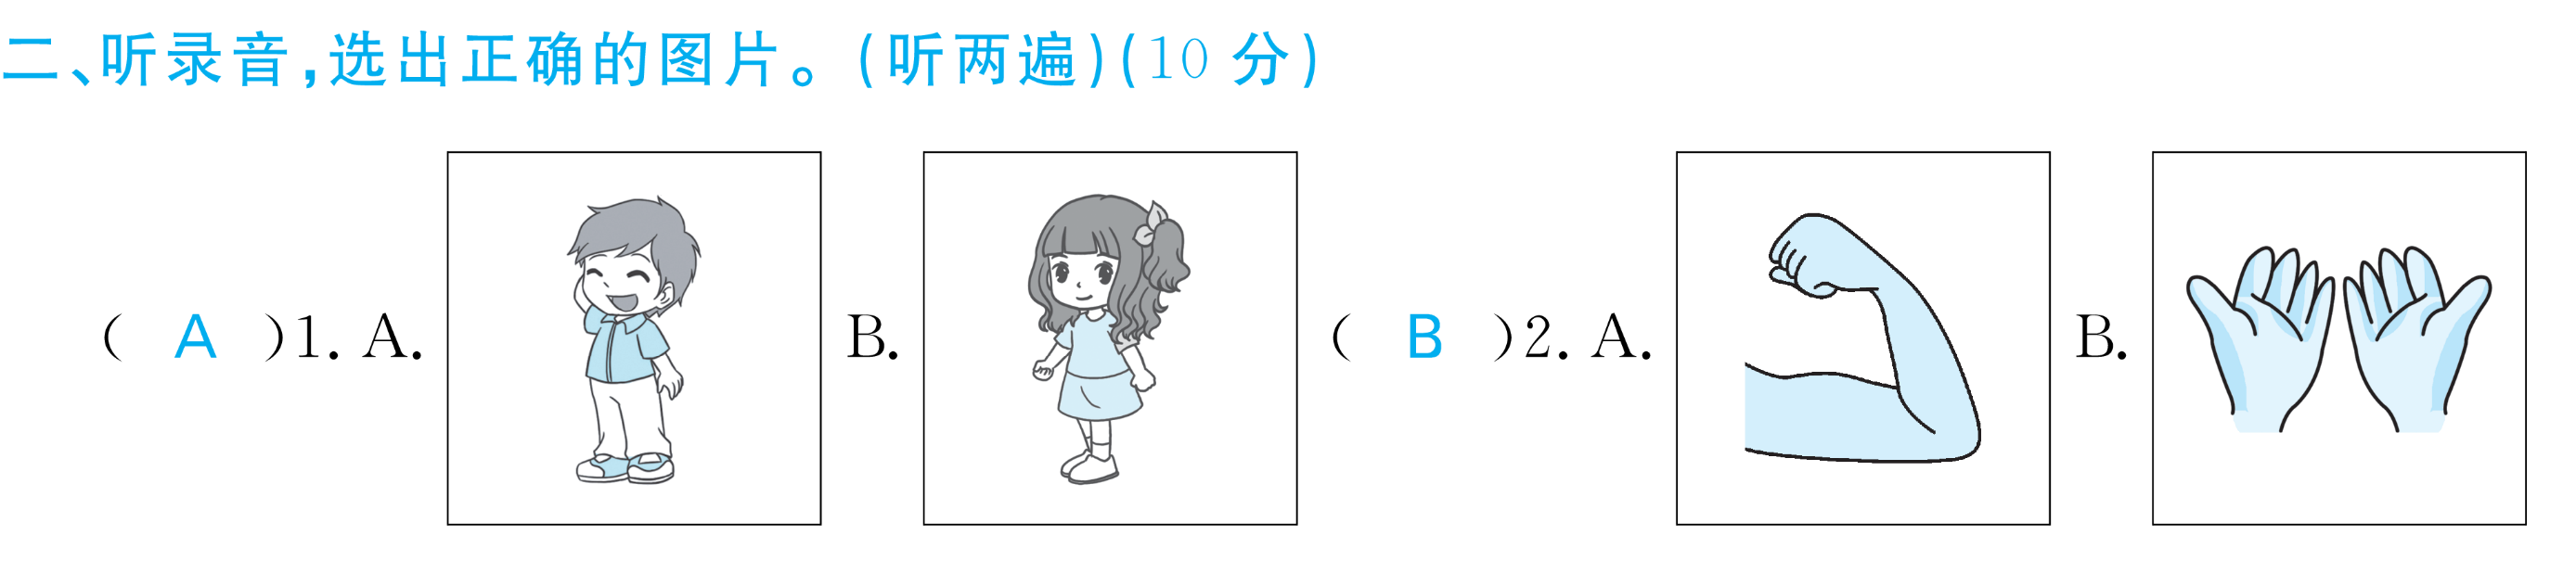 二、听录音,选出正确的图片。(听两遍)(10 分)
( A )1. A. B. ( B )2. A. B.